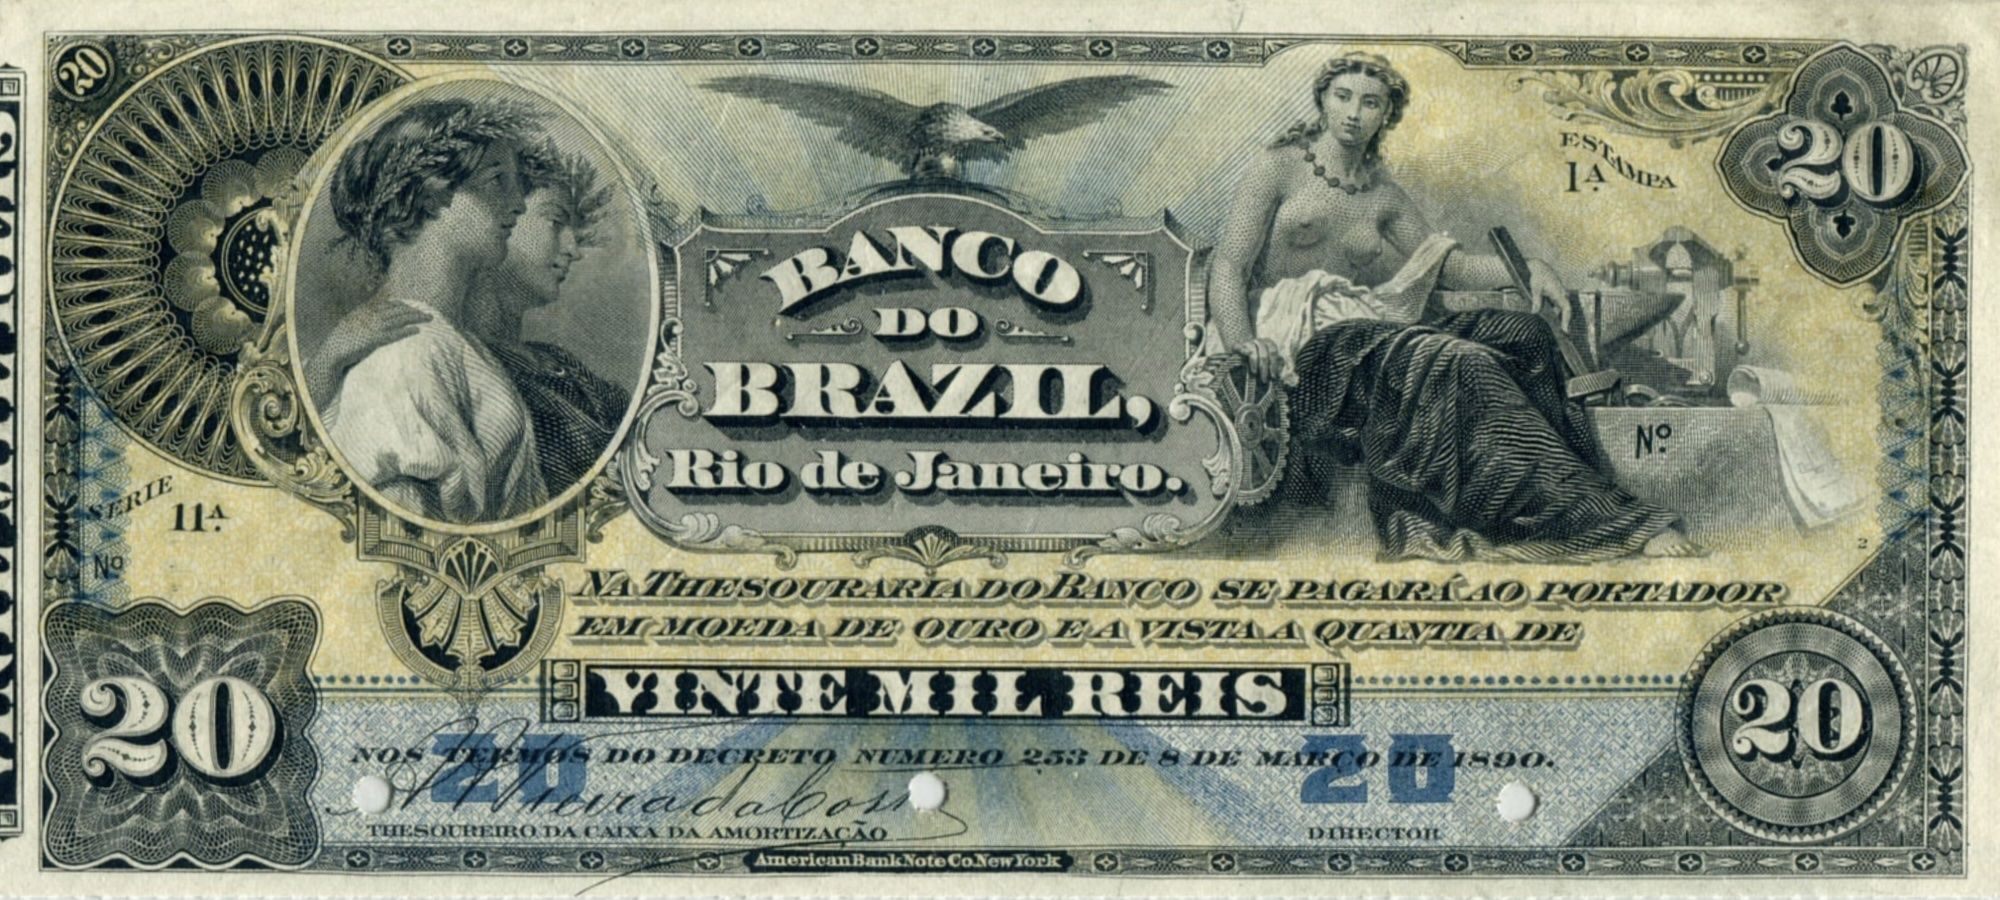 20
20
ESTAMPA
1A.
BANCO
DO
BRAZIL,
Rio de Janeiro.
Nº
SERIE
11A.
2
Nº
NA THESOURARIA DO BANCO SE PAGARÁ AO PORTADOR
EM MOEDA DE OURO E A VISTA A QUANTIA DE
VINTE MIL REIS
20
20
20 20
NOS TERMOS DO DECRETO NUMERO 253 DE 8 DE MARÇO DE 1890.
THESOUREIRO DA CAIXA DA AMORTIZAÇÃO
DIRECTOR
American Bank Note Co. New York